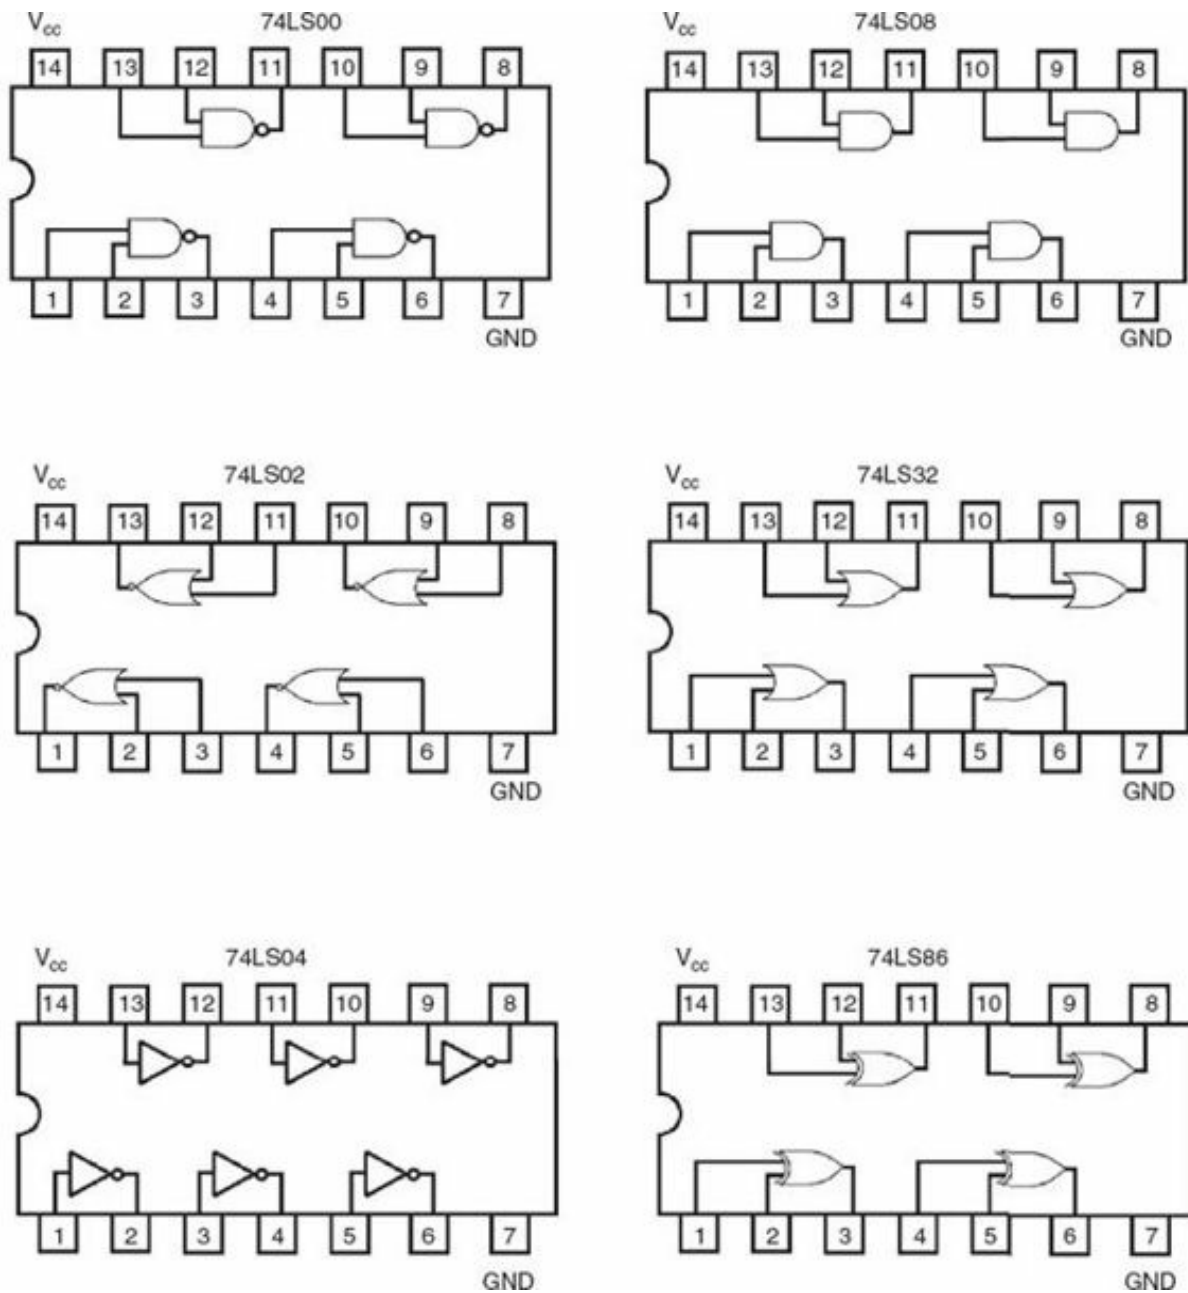 Vcc 74LS00
14 13 12 11 10 9 8
1 2 3 4 5 6 7
GND
Vcc 74LS08
14 13 12 11 10 9 8
1 2 3 4 5 6 7
GND
Vcc 74LS02
14 13 12 11 10 9 8
1 2 3 4 5 6 7
GND
Vcc 74LS32
14 13 12 11 10 9 8
1 2 3 4 5 6 7
GND
Vcc 74LS04
14 13 12 11 10 9 8
1 2 3 4 5 6 7
GND
Vcc 74LS86
14 13 12 11 10 9 8
1 2 3 4 5 6 7
GND